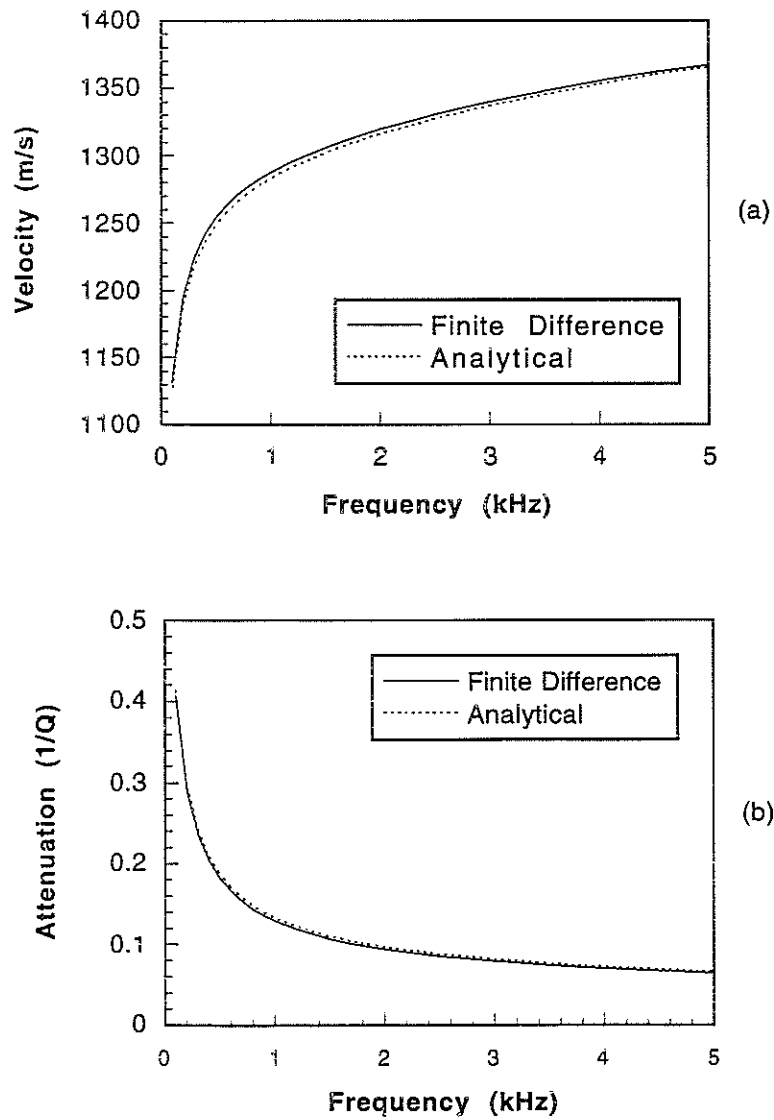 1400
1350
1300
1250
1200
1150
1100
Velocity (m/s)
Finite Difference
Analytical
0 1 2 3 4 5
Frequency (kHz)
(a)
0.5
0.4
0.3
0.2
0.1
0
Attenuation (1/Q)
Finite Difference
Analytical
0 1 2 3 4 5
Frequency (kHz)
(b)